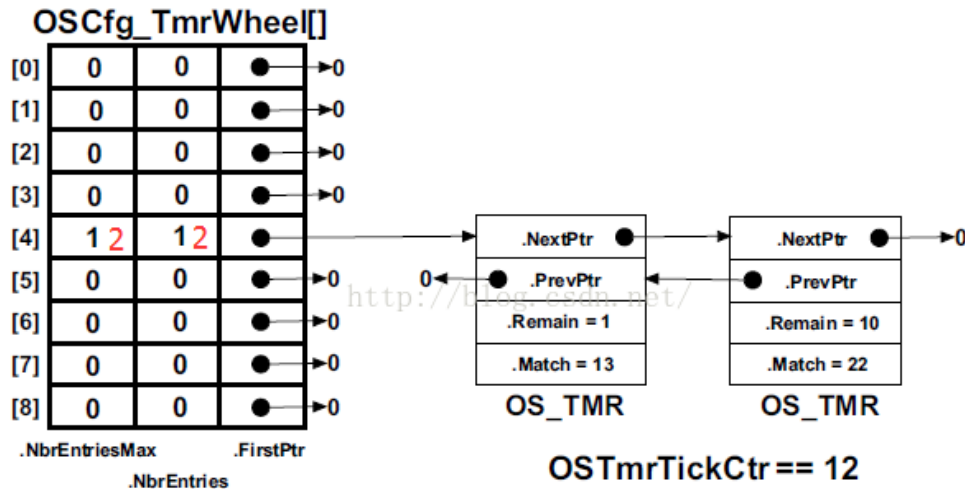 OSCfg_TmrWheel[]
[0] 0 0 0
[1] 0 0 0
[2] 0 0 0
[3] 0 0 0
[4] 1 2 1 2
[5] 0 0 0
[6] 0 0 0
[7] 0 0 0
[8] 0 0 0
.NbrEntriesMax
.NbrEntries
.FirstPtr
.NextPtr
0 .PrevPtr
.Remain = 1
.Match = 13
OS_TMR
.NextPtr 0
.PrevPtr
.Remain = 10
.Match = 22
OS_TMR
http://blog.csdn.net/
OSTmrTickCtr == 12